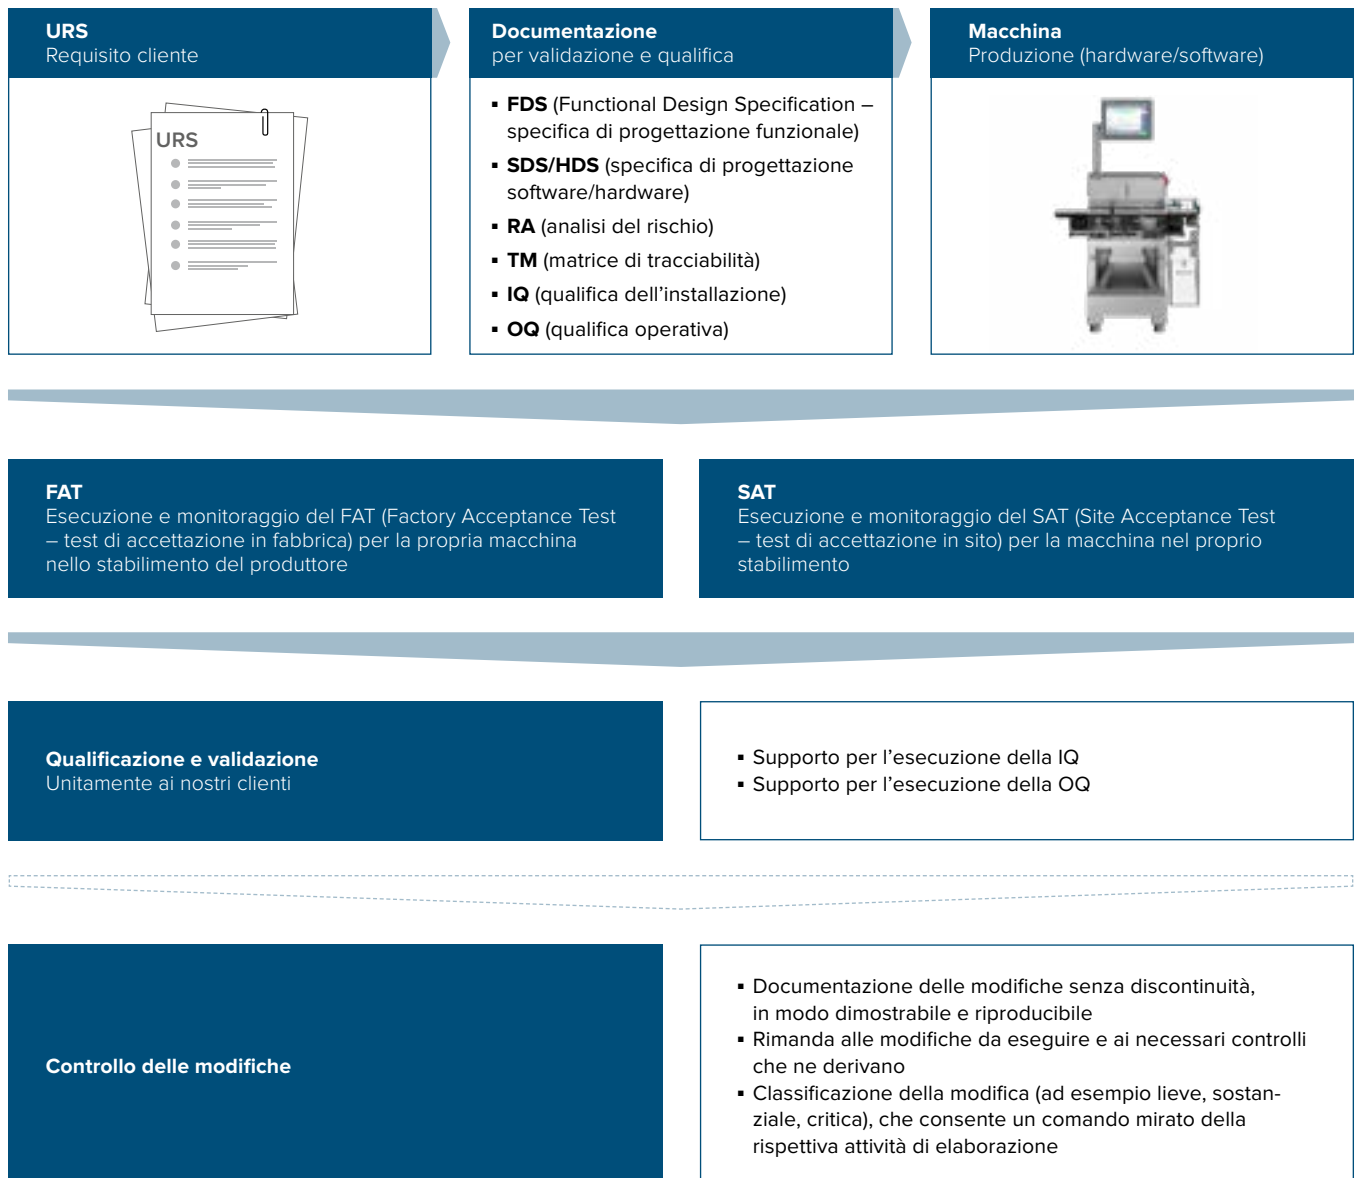 URS
Requisito cliente
URS
Documentazione
per validazione e qualifica
▪ FDS (Functional Design Specification –
specifica di progettazione funzionale)
▪ SDS/HDS (specifica di progettazione
software/hardware)
▪ RA (analisi del rischio)
▪ TM (matrice di tracciabilità)
▪ IQ (qualifica dell’installazione)
▪ OQ (qualifica operativa)
Macchina
Produzione (hardware/software)
FAT
Esecuzione e monitoraggio del FAT (Factory Acceptance Test
– test di accettazione in fabbrica) per la propria macchina
nello stabilimento del produttore
SAT
Esecuzione e monitoraggio del SAT (Site Acceptance Test
– test di accettazione in sito) per la macchina nel proprio
stabilimento
Qualificazione e validazione
Unitamente ai nostri clienti
▪ Supporto per l’esecuzione della IQ
▪ Supporto per l’esecuzione della OQ
Controllo delle modifiche
▪ Documentazione delle modifiche senza discontinuità,
in modo dimostrabile e riproducibile
▪ Rimanda alle modifiche da eseguire e ai necessari controlli
che ne derivano
▪ Classificazione della modifica (ad esempio lieve, sostan-
ziale, critica), che consente un comando mirato della
rispettiva attività di elaborazione